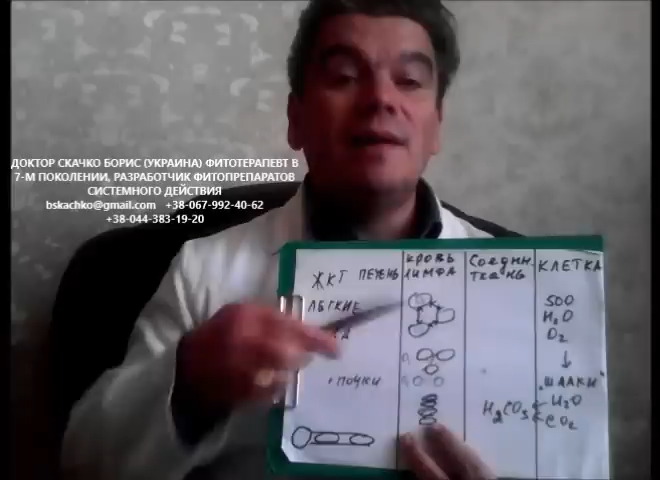 ДОКТОР СКАЧКО БОРИС (УКРАИНА) ФИТОТЕРАПЕВТ В
7-М ПОКОЛЕНИИ, РАЗРАБОТЧИК ФИТОПРЕПАРАТОВ
СИСТЕМНОГО ДЕЙСТВИЯ
bskachko@gmail.com +38-067-992-40-62
+38-044-383-19-20
ЖКТ ПЕЧЕНЬ
ЛЕГКИЕ
ПОЧКИ
КРОВЬ
ЛИМФА
Соедин.
ткань
КЛЕТКА
500
H2O
O2
↓
"ШЛАКИ"
H2CO3 ← H2O
← CO2